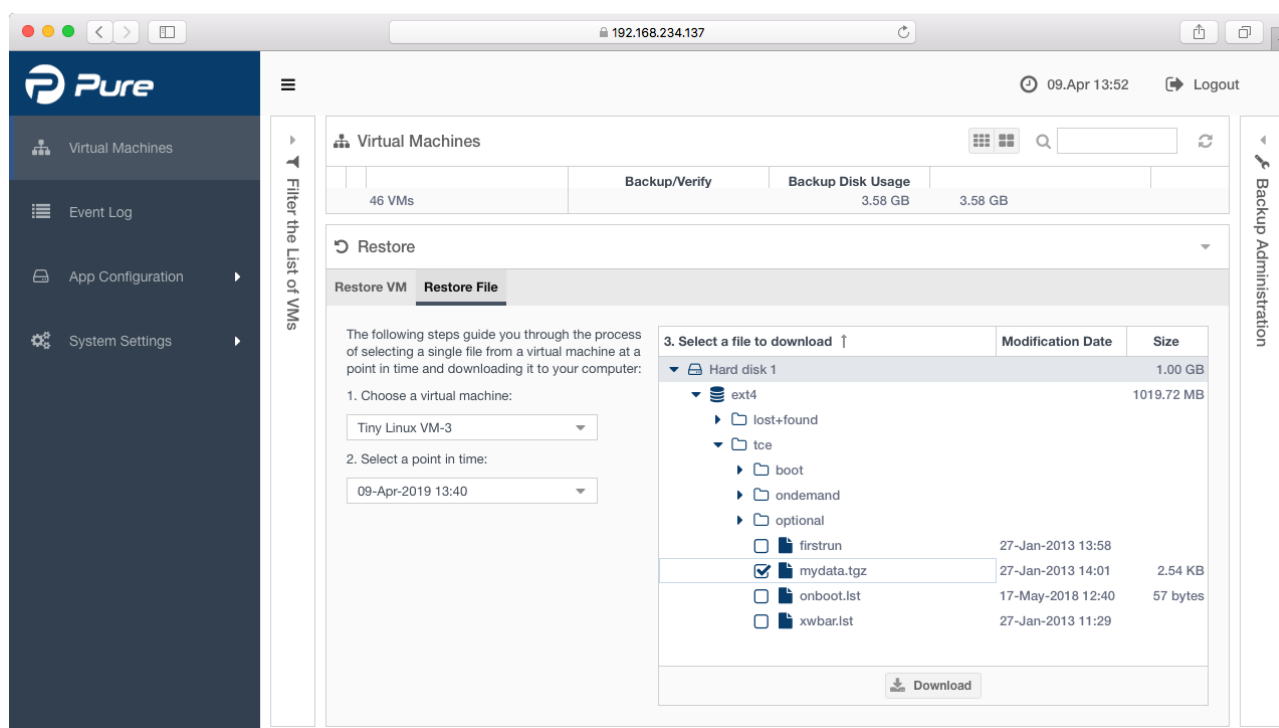 192.168.234.137
Pure
09.Apr 13:52 Logout
Virtual Machines
Event Log
App Configuration
System Settings
Filter the List of VMs
Virtual Machines
Backup/Verify Backup Disk Usage
46 VMs 3.58 GB 3.58 GB
Restore
Restore VM Restore File
The following steps guide you through the process
of selecting a single file from a virtual machine at a
point in time and downloading it to your computer:
1. Choose a virtual machine:
Tiny Linux VM-3
2. Select a point in time:
09-Apr-2019 13:40
3. Select a file to download ↑ Modification Date Size
Hard disk 1 1.00 GB
ext4 1019.72 MB
lost+found
tce
boot
ondemand
optional
firstrun 27-Jan-2013 13:58
mydata.tgz 27-Jan-2013 14:01 2.54 KB
onboot.lst 17-May-2018 12:40 57 bytes
xwbar.lst 27-Jan-2013 11:29
Download
Backup Administration